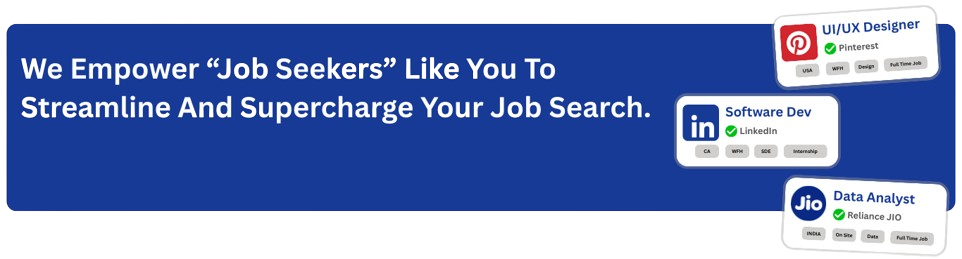 We Empower “Job Seekers” Like You To
Streamline And Supercharge Your Job Search.
UI/UX Designer
Pinterest
USA WFH Design Full Time Job
in
Software Dev
LinkedIn
CA WFH SDE Internship
Jio
Data Analyst
Reliance JIO
INDIA On Site Data Full Time Job